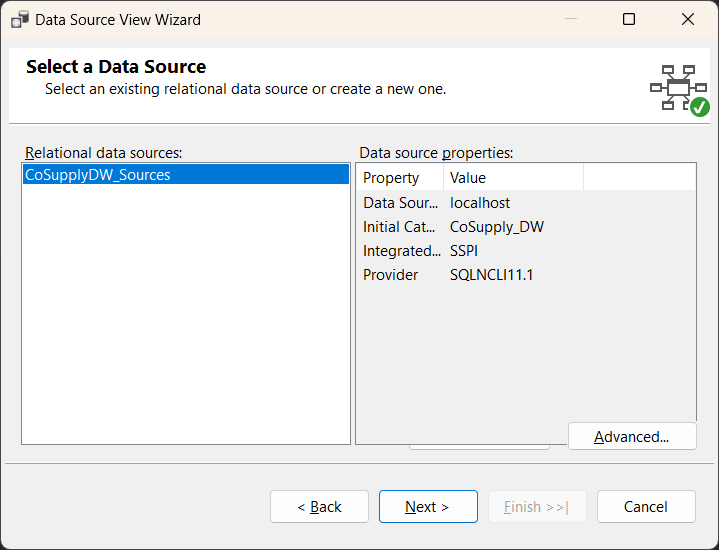 Data Source View Wizard
Select a Data Source
Select an existing relational data source or create a new one.
Relational data sources:
CoSupplyDW_Sources
Data source properties:
Property Value
Data Sour... localhost
Initial Cat... CoSupply_DW
Integrated... SSPI
Provider SQLNCLI11.1
Advanced...
< Back
Next >
Finish >>|
Cancel